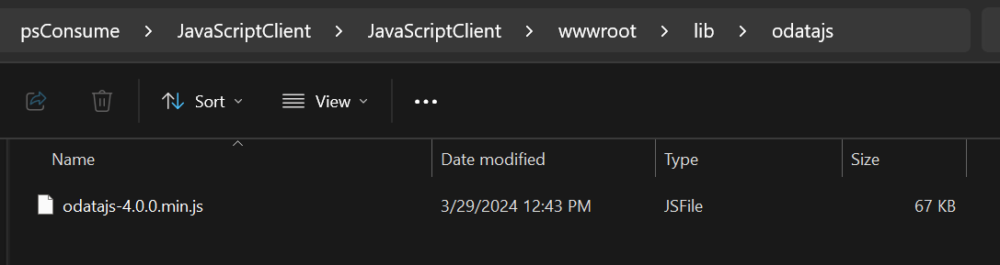 psConsume > JavaScriptClient > JavaScriptClient > wwwroot > lib > odatajs
Sort View •••
Name Date modified Type Size
odatajs-4.0.0.min.js 3/29/2024 12:43 PM JSFile 67 KB